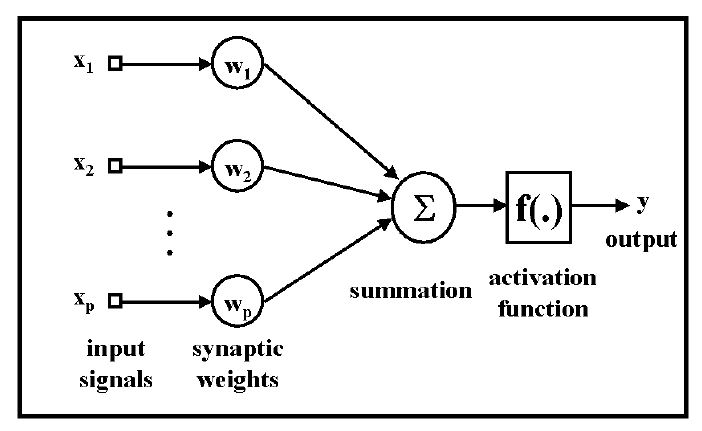 x1 w1
x2 w2
Σ f(.) y
output
xp wp
summation
activation
function
input
signals
synaptic
weights